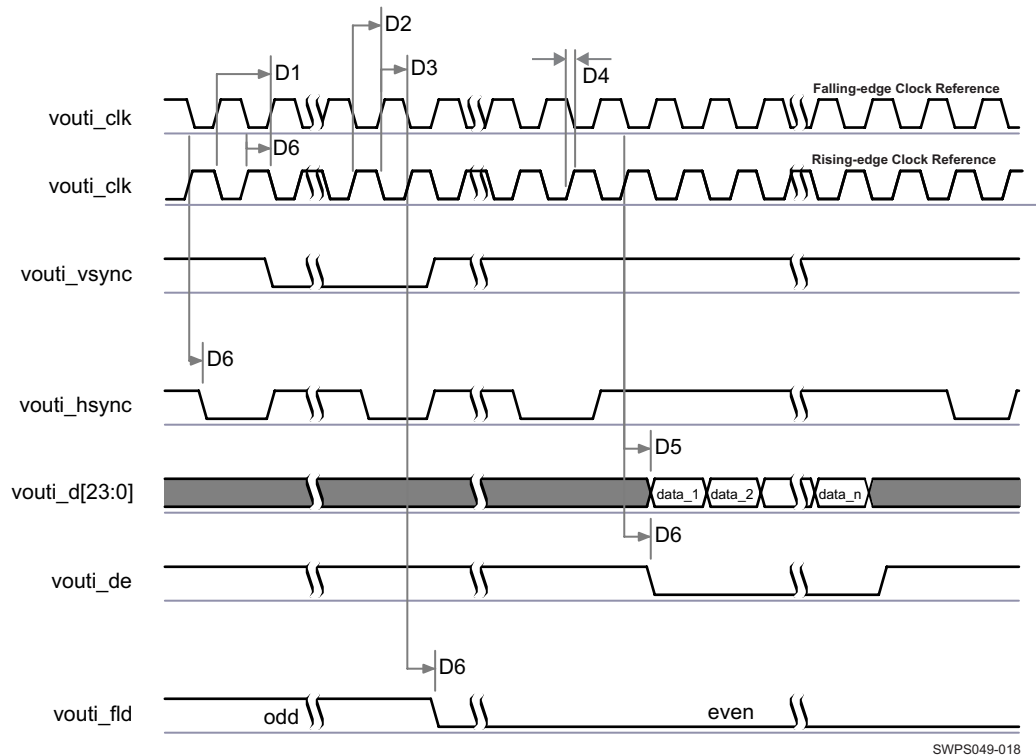 D2
D1
D3
D4
Falling-edge Clock Reference
vouti_clk
D6
Rising-edge Clock Reference
vouti_clk
vouti_vsync
D6
vouti_hsync
D5
vouti_d[23:0]
data_1 data_2 data_n
D6
vouti_de
D6
vouti_fld
odd even
SWPS049-018